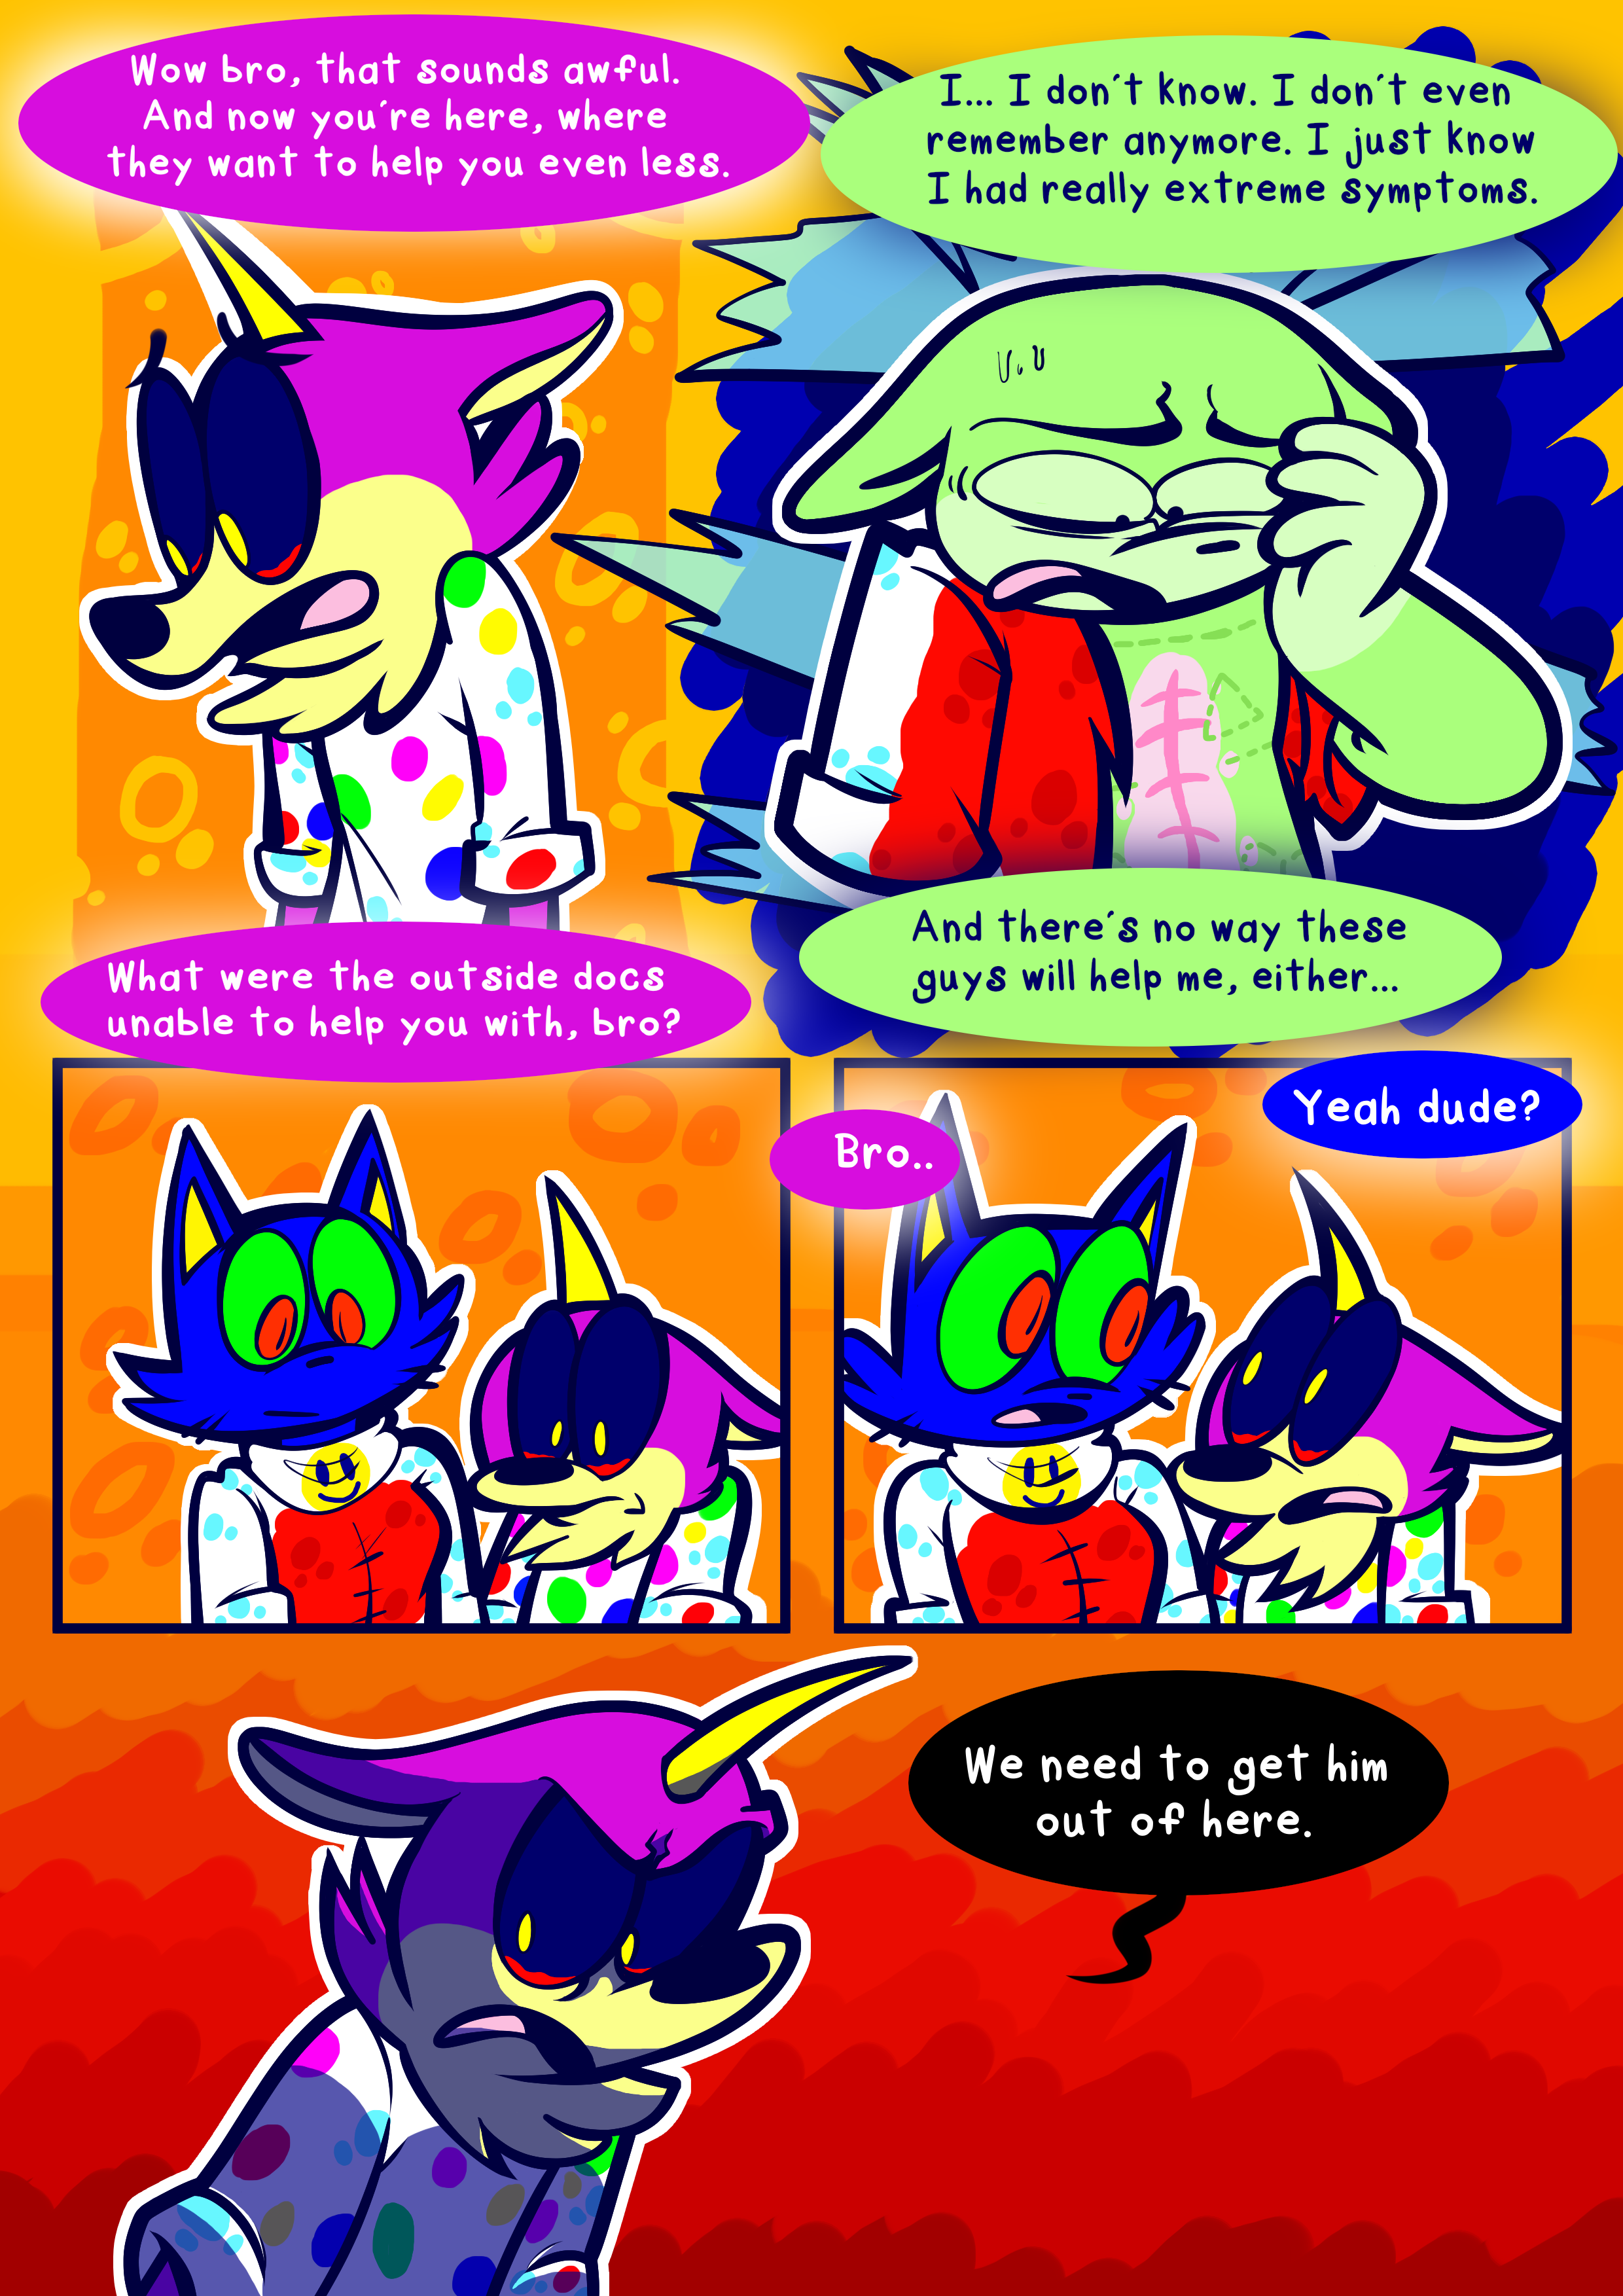 Wow bro, that sounds awful.
And now you're here, where
they want to help you even less.
What were the outside docs
unable to help you with, bro?
I... I don't know. I don't even
remember anymore. I just know
I had really extreme symptoms.
And there's no way these
guys will help me, either...
Bro..
Yeah dude?
We need to get him
out of here.